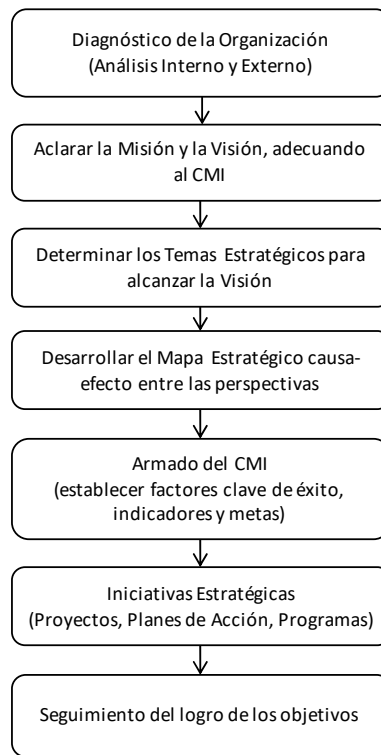 Diagnóstico de la Organización
(Análisis Interno y Externo)
Aclarar la Misión y la Visión, adecuando
al CMI
Determinar los Temas Estratégicos para
alcanzar la Visión
Desarrollar el Mapa Estratégico causa-
efecto entre las perspectivas
Armado del CMI
(establecer factores clave de éxito,
indicadores y metas)
Iniciativas Estratégicas
(Proyectos, Planes de Acción, Programas)
Seguimiento del logro de los objetivos